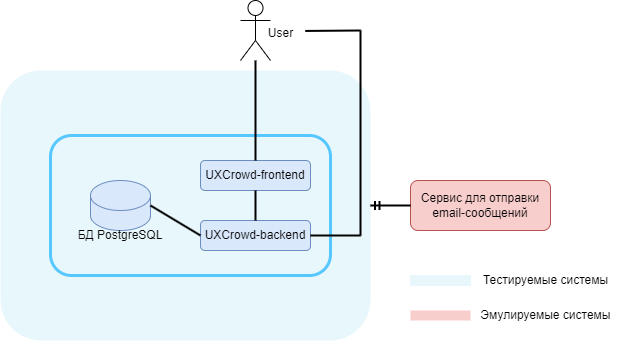 User
UXCrowd-frontend
БД PostgreSQL
UXCrowd-backend
Сервис для отправки
email-сообщений
Тестируемые системы
Эмулируемые системы